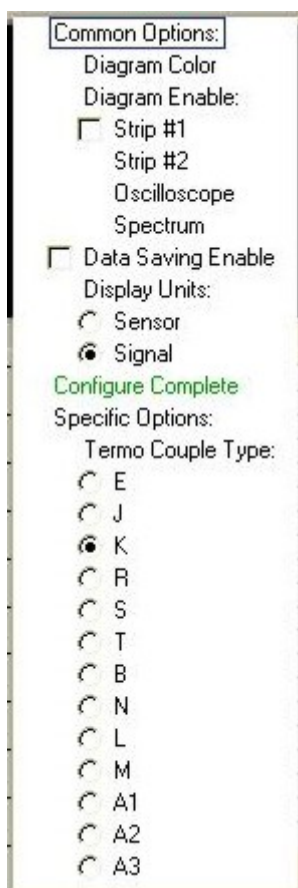 Common Options:
Diagram Color
Diagram Enable:
Strip #1
Strip #2
Oscilloscope
Spectrum
Data Saving Enable
Display Units:
Sensor
Signal
Configure Complete
Specific Options:
Termo Couple Type:
E
J
K
R
S
T
B
N
L
M
A1
A2
A3